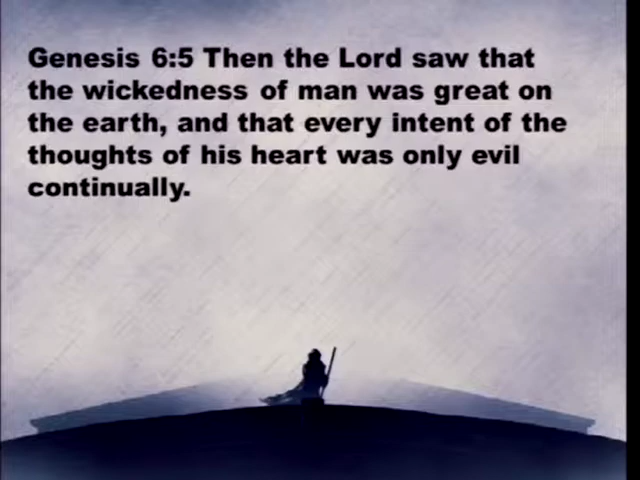 Genesis 6:5 Then the Lord saw that
the wickedness of man was great on
the earth, and that every intent of the
thoughts of his heart was only evil
continually.